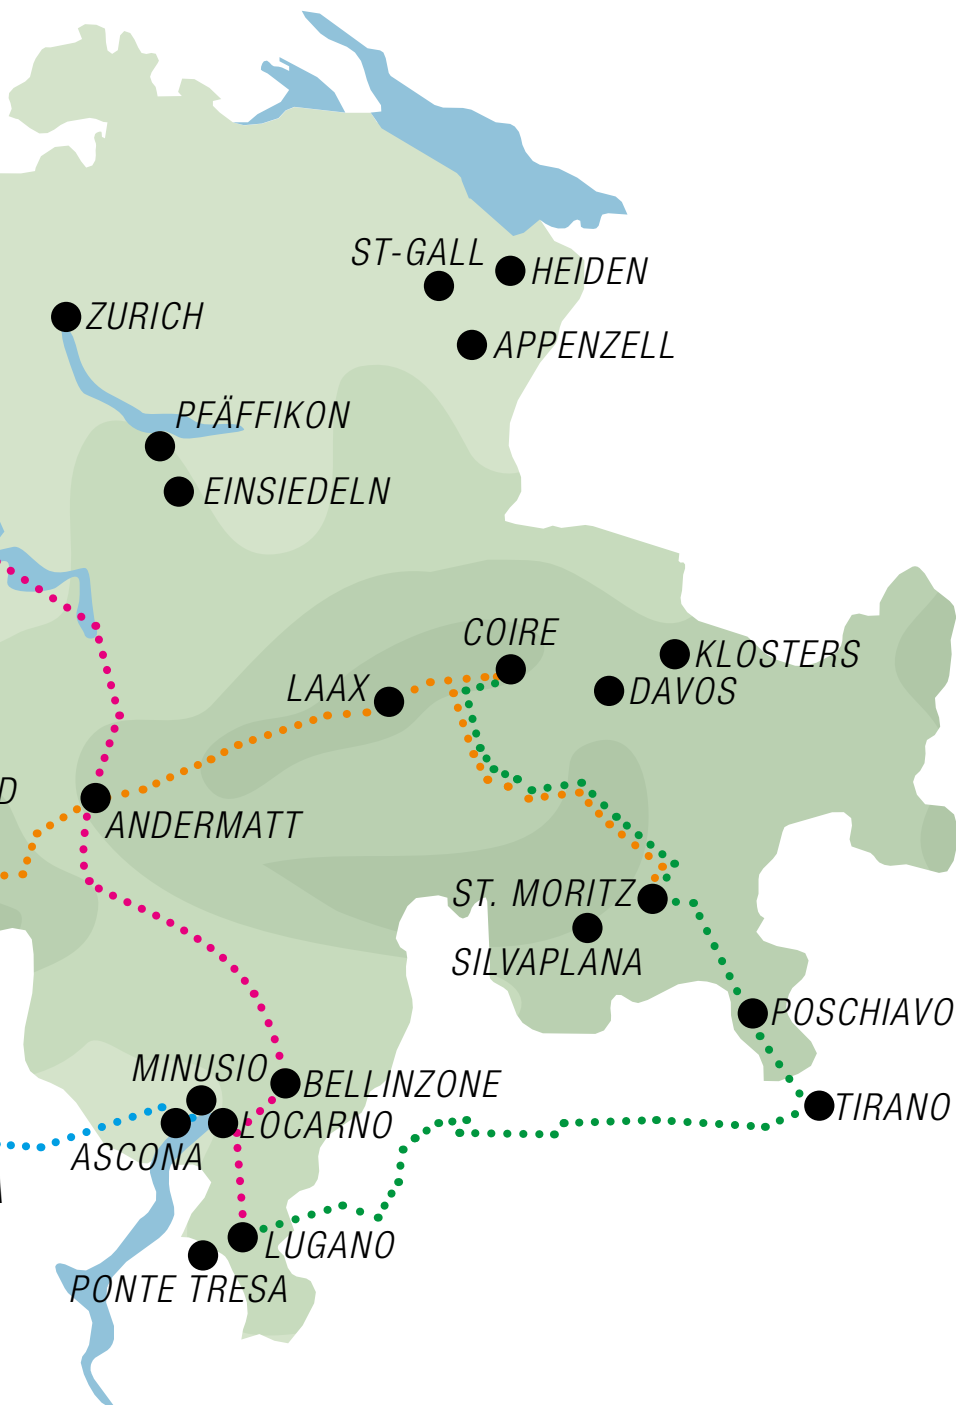 ST-GALL
HEIDEN
ZURICH
APPENZELL
PFÄFFIKON
EINSIEDELN
COIRE
KLOSTERS
LAAX
DAVOS
D
ANDERMATT
ST. MORITZ
SILVAPLANA
POSCHIAVO
MINUSIO
BELLINZONE
TIRANO
LOCARNO
ASCONA
LUGANO
PONTE TRESA